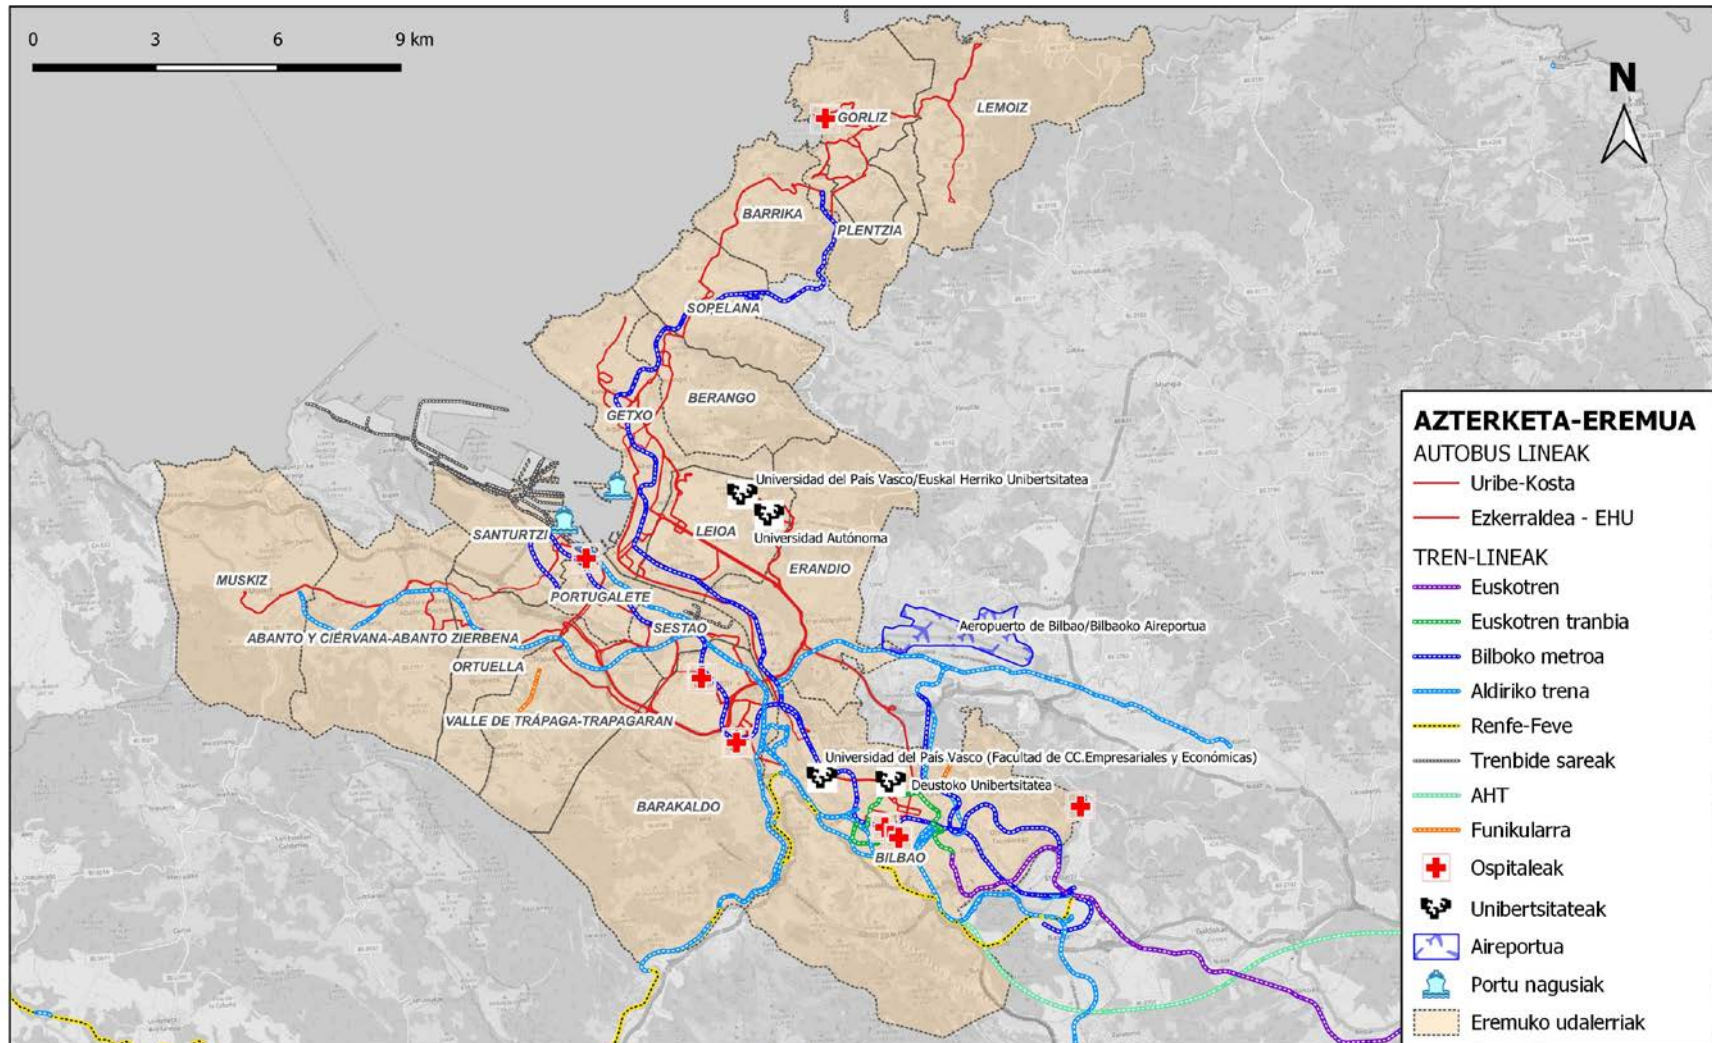 0 3 6 9 km
N
GORLIZ
LEMOIZ
BARRIKA
PLENTZIA
SOPELANA
BERANGO
GETXO
Universidad del País Vasco/Euskal Herriko Unibertsitatea
LEIOA
Universidad Autónoma
SANTURTZI
ERANDIO
MUSKIZ
PORTUGALETE
SESTAO
Aeropuerto de Bilbao/Bilbaoko Aireportua
ABANTO Y CIÉRVANA-ABANTO ZIERBENA
ORTUELLA
VALLE DE TRÁPAGA-TRAPAGARAN
Universidad del País Vasco (Facultad de CC.Empresariales y Económicas)
Deustoko Unibertsitatea
BARAKALDO
BILBAO
AZTERKETA-EREMUA
AUTOBUS LINEAK
Uribe-Kosta
Ezkerraldea - EHU
TREN-LINEAK
Euskotren
Euskotren tranbia
Bilboko metroa
Aldiriko trena
Renfe-Feve
Trenbide sareak
AHT
Funikularra
Ospitaleak
Unibertsitateak
Aireportua
Portu nagusiak
Eremuko udalerriak